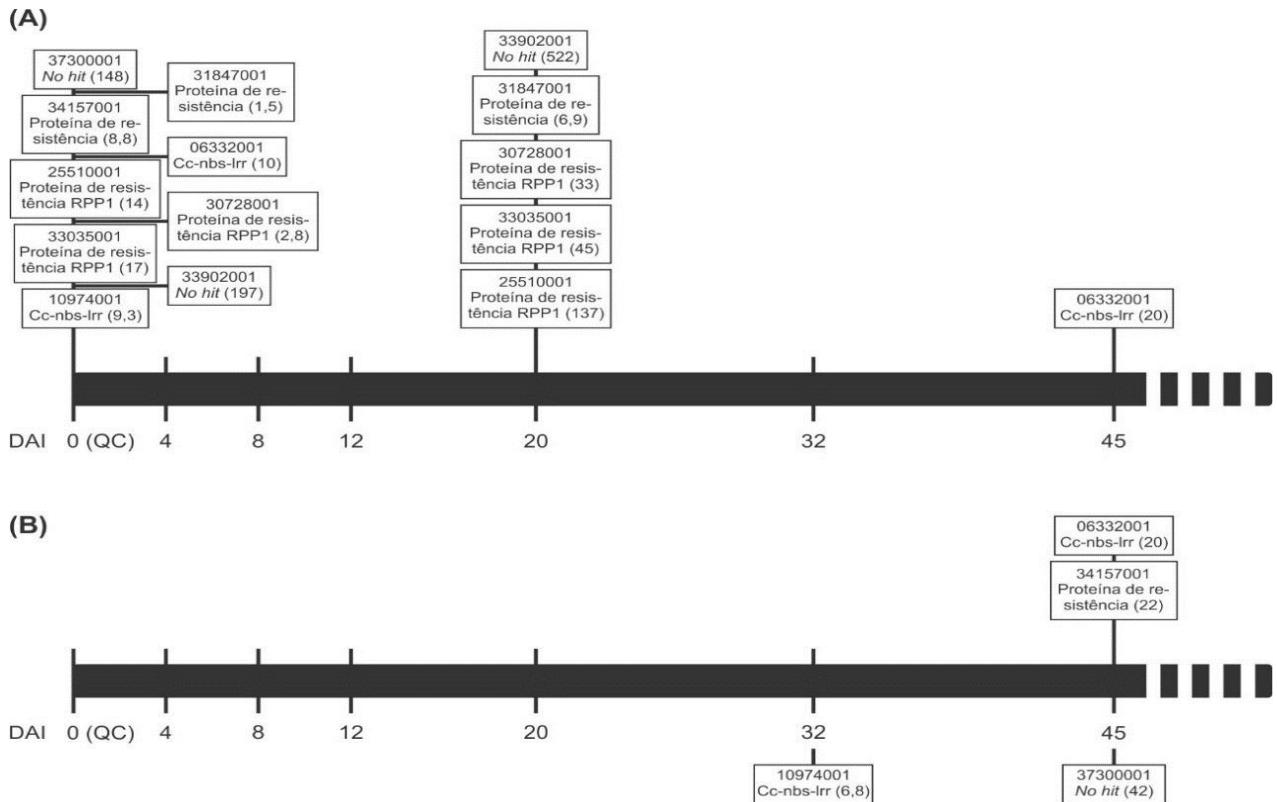 (A)
37300001
No hit (148)
31847001
Proteína de re-
sistência (1,5)
34157001
Proteína de re-
sistência (8,8)
06332001
Cc-nbs-lrr (10)
25510001
Proteína de resis-
tência RPP1 (14)
30728001
Proteína de resis-
tência RPP1 (2,8)
33035001
Proteína de resis-
tência RPP1 (17)
33902001
No hit (197)
10974001
Cc-nbs-lrr (9,3)
33902001
No hit (522)
31847001
Proteína de re-
sistência (6,9)
30728001
Proteína de resis-
tência RPP1 (33)
33035001
Proteína de resis-
tência RPP1 (45)
25510001
Proteína de resis-
tência RPP1 (137)
06332001
Cc-nbs-lrr (20)
DAI 0 (QC) 4 8 12 20 32 45
(B)
06332001
Cc-nbs-lrr (20)
34157001
Proteína de re-
sistência (22)
DAI 0 (QC) 4 8 12 20 32 45
10974001
Cc-nbs-lrr (6,8)
37300001
No hit (42)